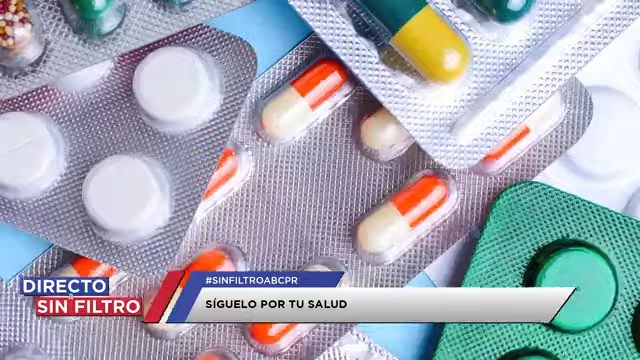 #SINFILTROABCPR
DIRECTO
SIN FILTRO
SÍGUELO POR TU SALUD